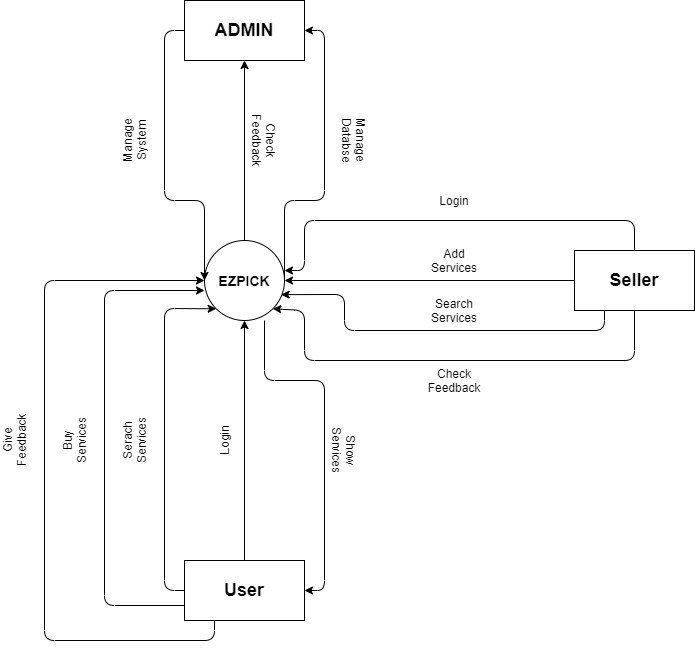 ADMIN
Manage
System
Check
Feedback
Manage
Databse
Login
Add
Services
Search
Services
Check
Feedback
Seller
EZPICK
Give
Feedback
Buy
Services
Serach
Services
Login
Show
Services
User